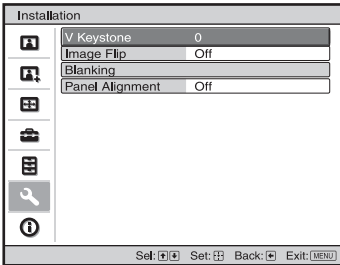 Installation
V Keystone 0
Image Flip Off
Blanking
Panel Alignment Off
Sel: Set: Back: Exit: MENU